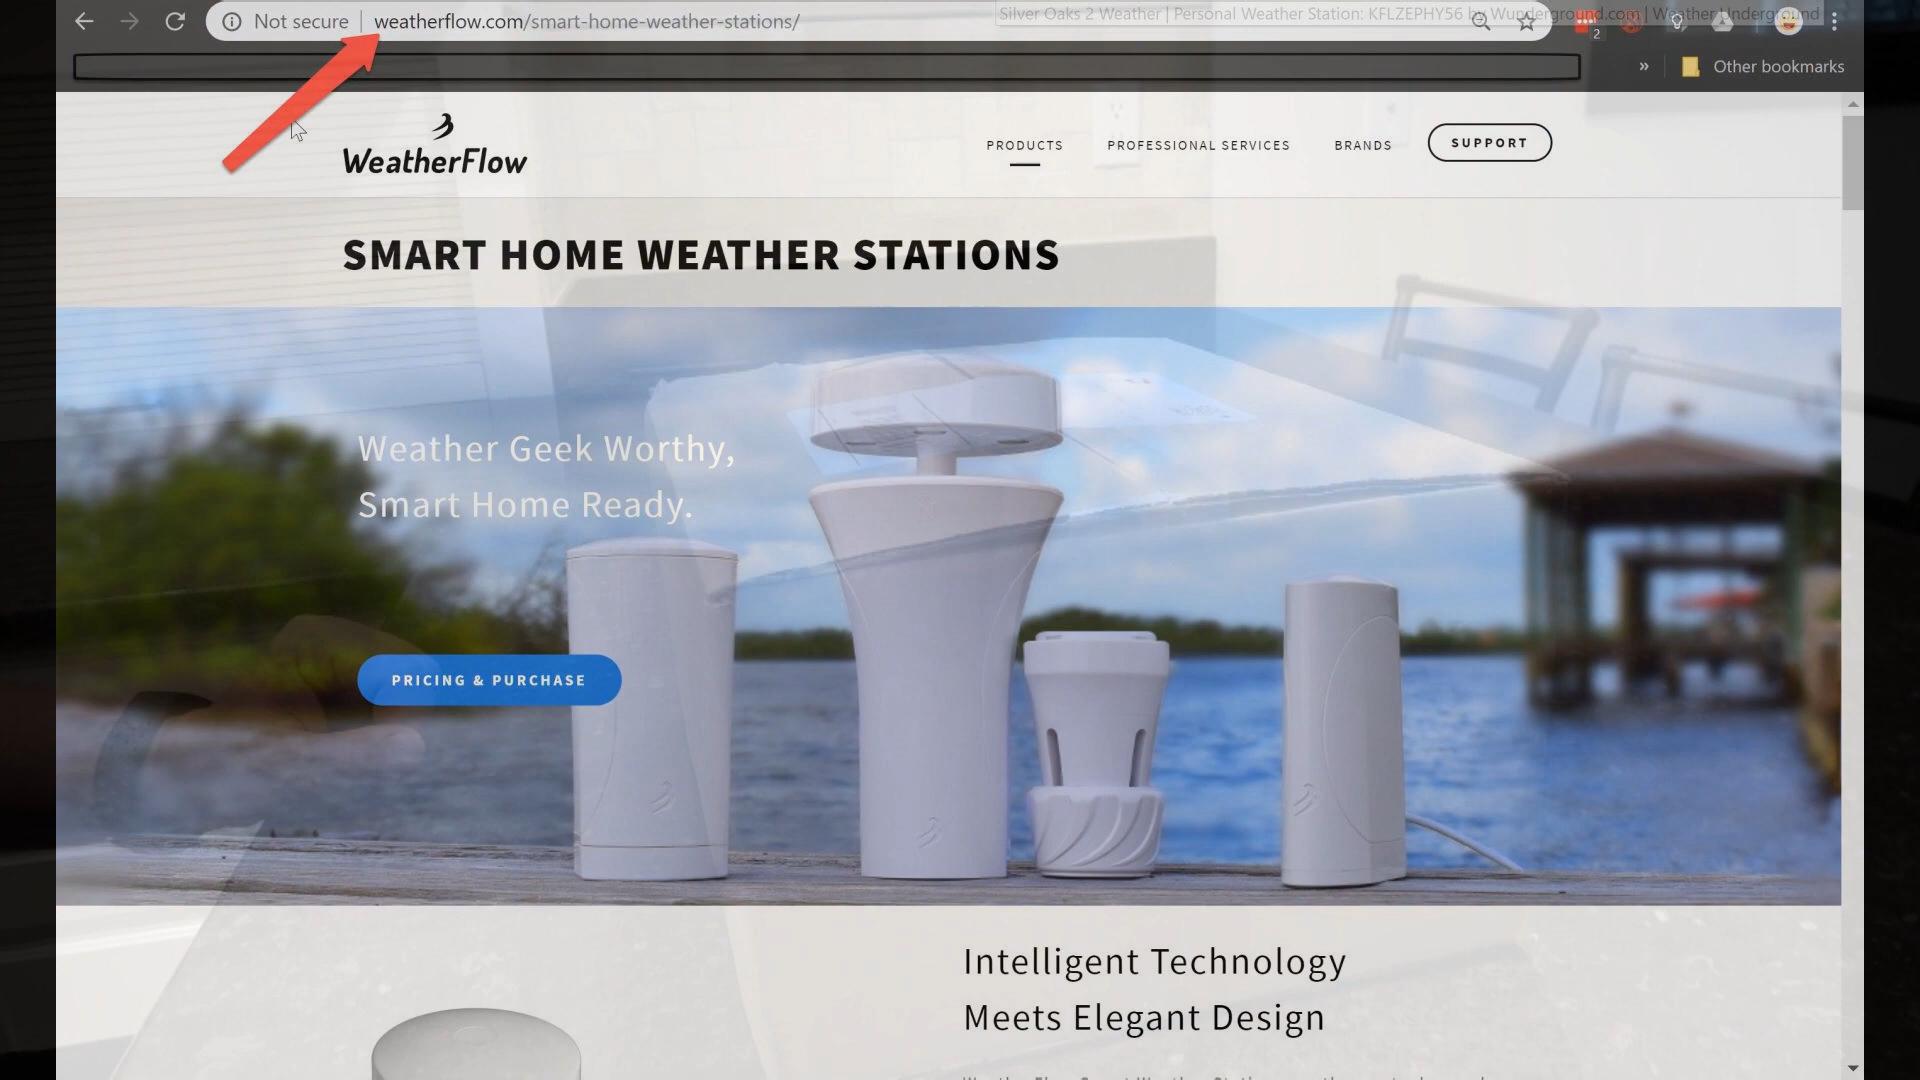 Not secure | weatherflow.com/smart-home-weather-stations/
Silver Oaks 2 Weather | Personal Weather Station: KFLZEPHY56 by Wunderground.com | Weather Underground
2
» Other bookmarks
WeatherFlow
PRODUCTS
PROFESSIONAL SERVICES
BRANDS
SUPPORT
SMART HOME WEATHER STATIONS
Weather Geek Worthy,
Smart Home Ready.
PRICING & PURCHASE
Intelligent Technology
Meets Elegant Design